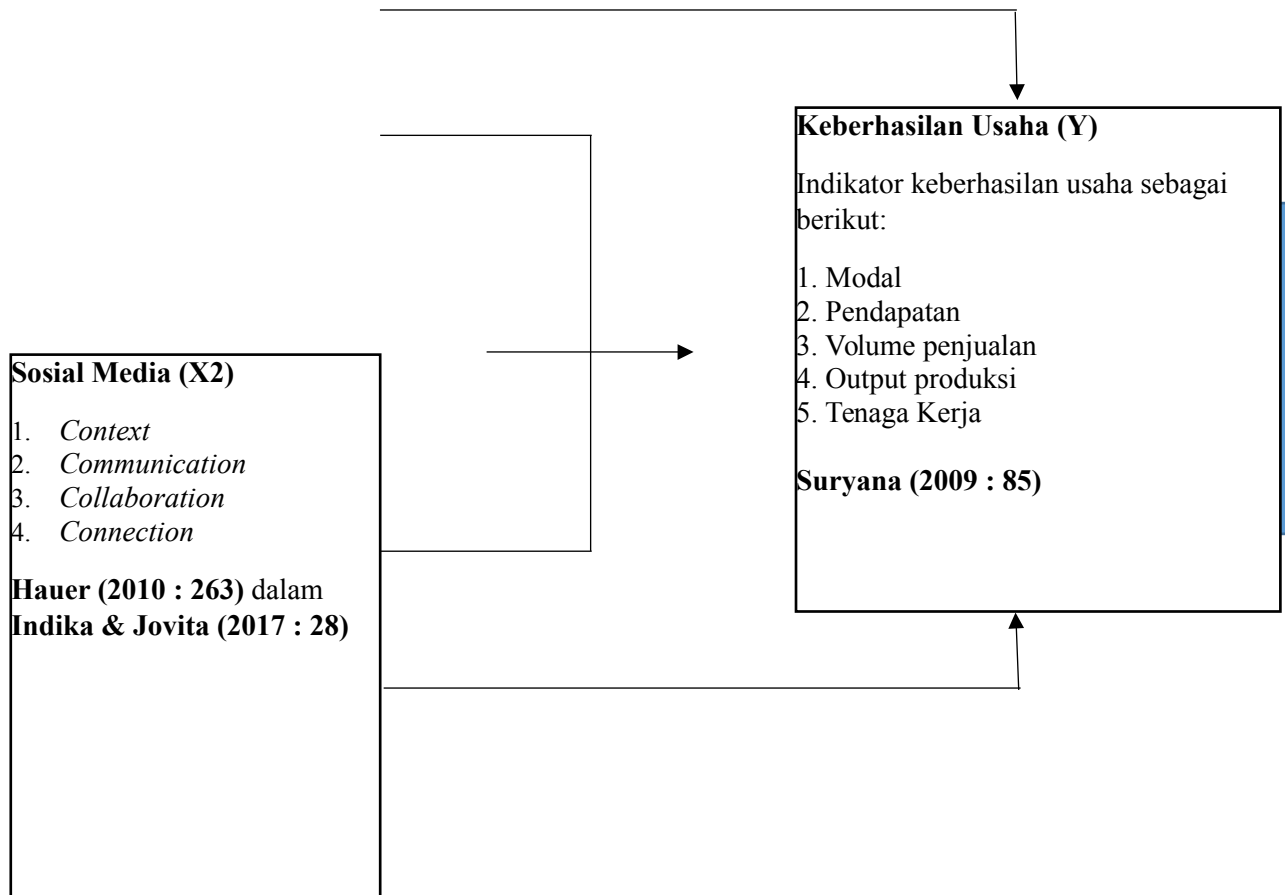 Keberhasilan Usaha (Y)
Indikator keberhasilan usaha sebagai
berikut:
1. Modal
2. Pendapatan
3. Volume penjualan
4. Output produksi
5. Tenaga Kerja
Suryana (2009 : 85)
Sosial Media (X2)
1. Context
2. Communication
3. Collaboration
4. Connection
Hauer (2010 : 263) dalam
Indika & Jovita (2017 : 28)